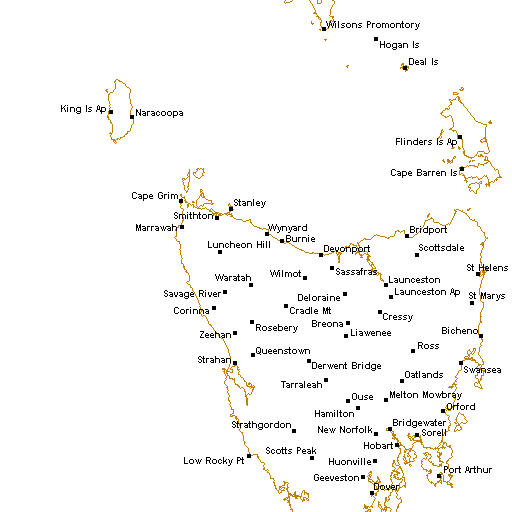 Wilsons Promontory
Hogan Is
Deal Is
King Is Ap
Naracoopa
Flinders Is Ap
Cape Barren Is
Cape Grim
Stanley
Smithton
Marrawah
Wynyard
Bridport
Burnie
Luncheon Hill
Devonport
Scottsdale
Sassafras
St Helens
Waratah
Wilmot
Launceston
Savage River
Deloraine
Launceston Ap
St Marys
Corinna
Cradle Mt
Cressy
Rosebery
Breona
Zeehan
Liawenee
Bicheno
Queenstown
Ross
Strahan
Derwent Bridge
Swansea
Tarraleah
Oatlands
Ouse
Melton Mowbray
Hamilton
Orford
Strathgordon
New Norfolk
Bridgewater
Sorell
Hobart
Scotts Peak
Low Rocky Pt
Huonville
Port Arthur
Geeveston
Dover